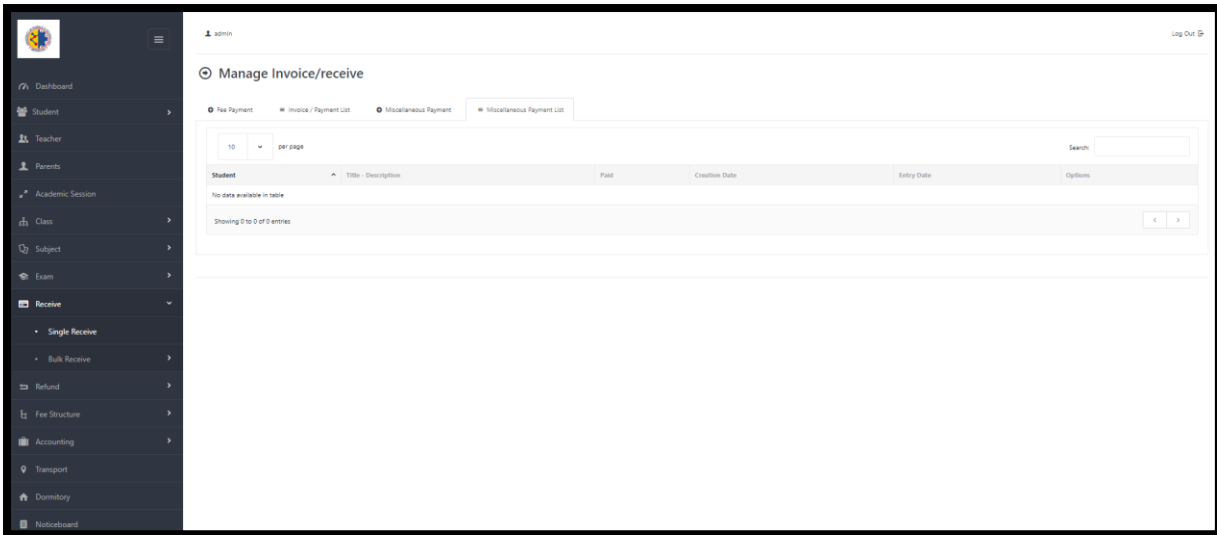 admin
Log Out
Manage Invoice/receive
Dashboard
Student
Teacher
Parents
Academic Session
Class
Subject
Exam
Receive
Single Receive
Bulk Receive
Refund
Fee Structure
Accounting
Transport
Dormitory
Noticeboard
Fee Payment
Invoice / Payment List
Miscellaneous Payment
Miscellaneous Payment List
10 per page
Search:
Student Title - Description Paid Creation Date Entry Date Options
No data available in table
Showing 0 to 0 of 0 entries